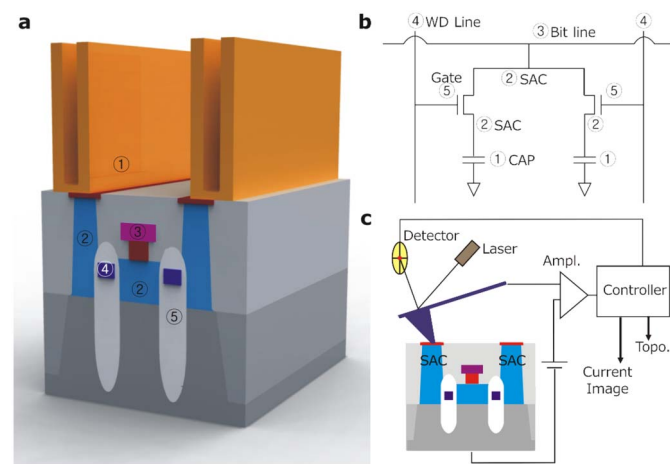 a
①
②
③
④
②
⑤
b
④ WD Line
③ Bit line
④
Gate
⑤
② SAC
⑤
② SAC
②
① CAP
①
c
Detector
Laser
Ampl.
Controller
SAC
SAC
Topo.
Current
Image